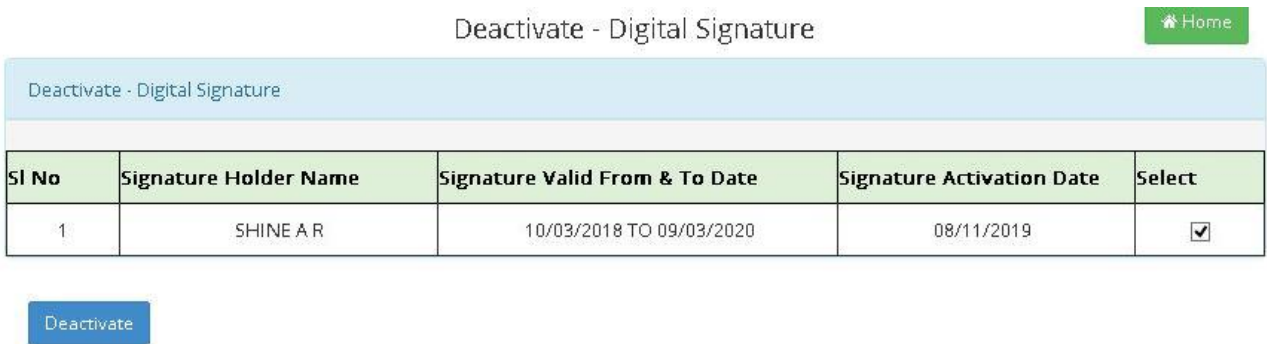 Deactivate - Digital Signature
Home
Deactivate - Digital Signature
Sl No Signature Holder Name Signature Valid From & To Date Signature Activation Date Select
1 SHINE A R 10/03/2018 TO 09/03/2020 08/11/2019
Deactivate